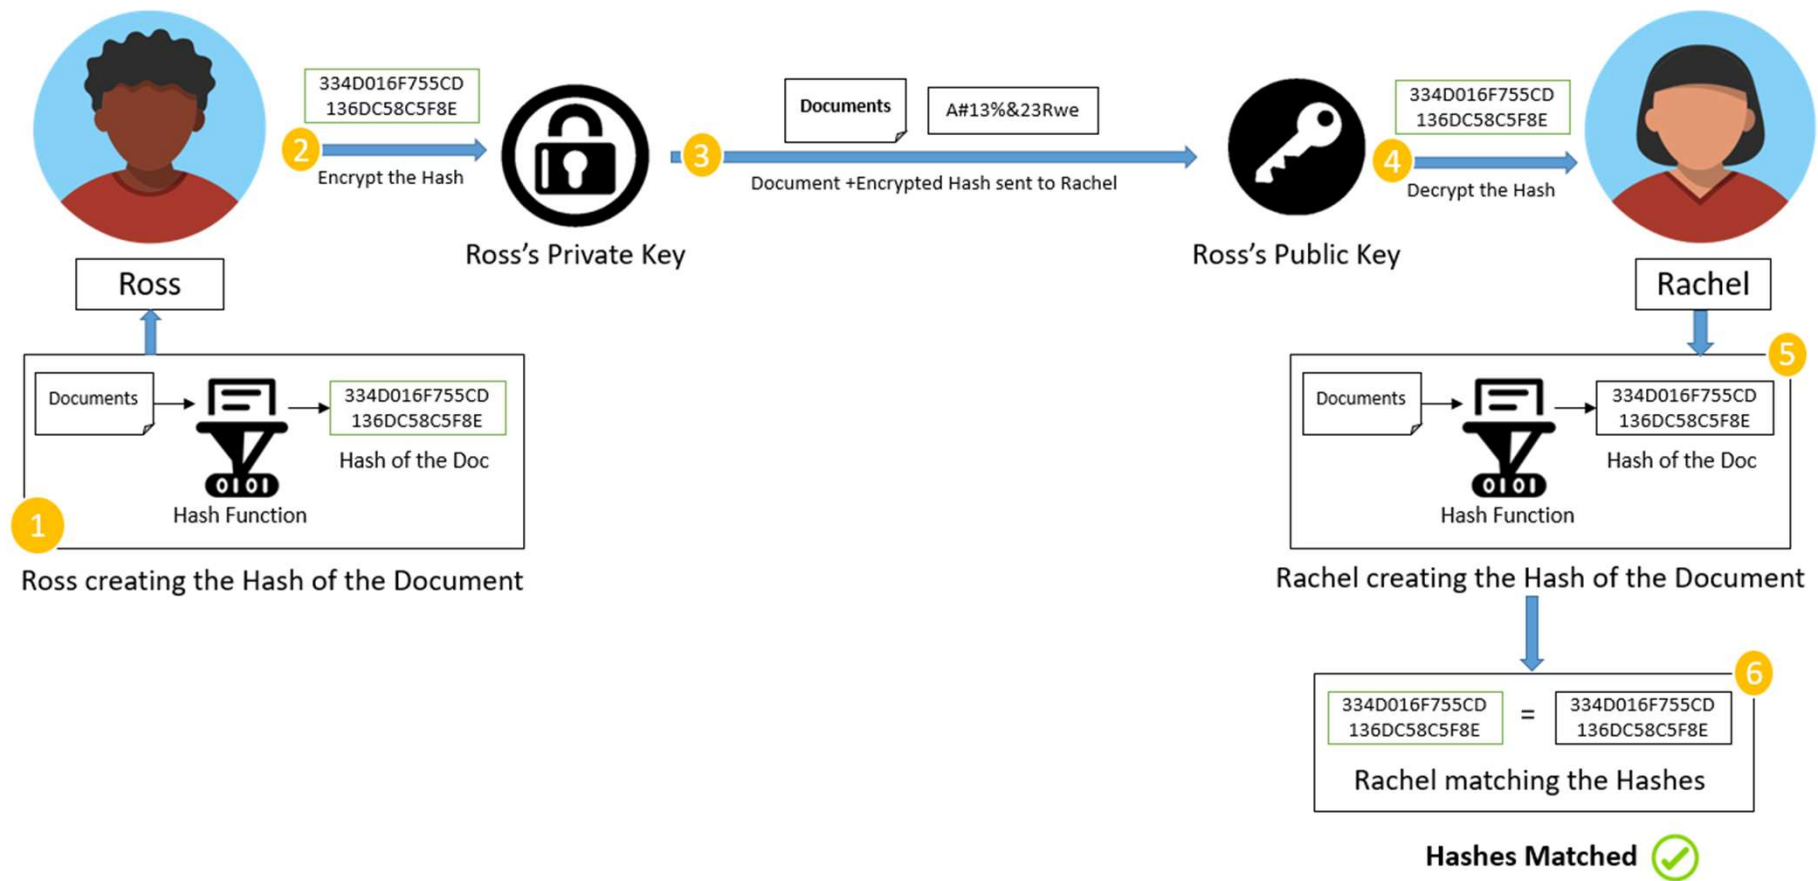 334D016F755CD
136DC58C5F8E
2
Encrypt the Hash
Ross's Private Key
Documents
A#13%&23Rwe
3
Document +Encrypted Hash sent to Rachel
334D016F755CD
136DC58C5F8E
4
Decrypt the Hash
Ross's Public Key
Ross
Rachel
Documents
334D016F755CD
136DC58C5F8E
Hash of the Doc
0101
Hash Function
1
Ross creating the Hash of the Document
5
Documents
334D016F755CD
136DC58C5F8E
Hash of the Doc
0101
Hash Function
Rachel creating the Hash of the Document
6
334D016F755CD
136DC58C5F8E
=
334D016F755CD
136DC58C5F8E
Rachel matching the Hashes
Hashes Matched